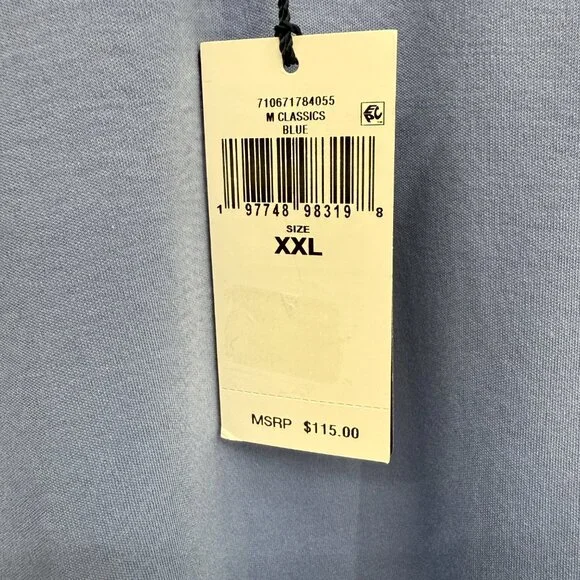 710671784055
M CLASSICS
BLUE
1 97748 98319 8
SIZE
XXL
MSRP $115.00